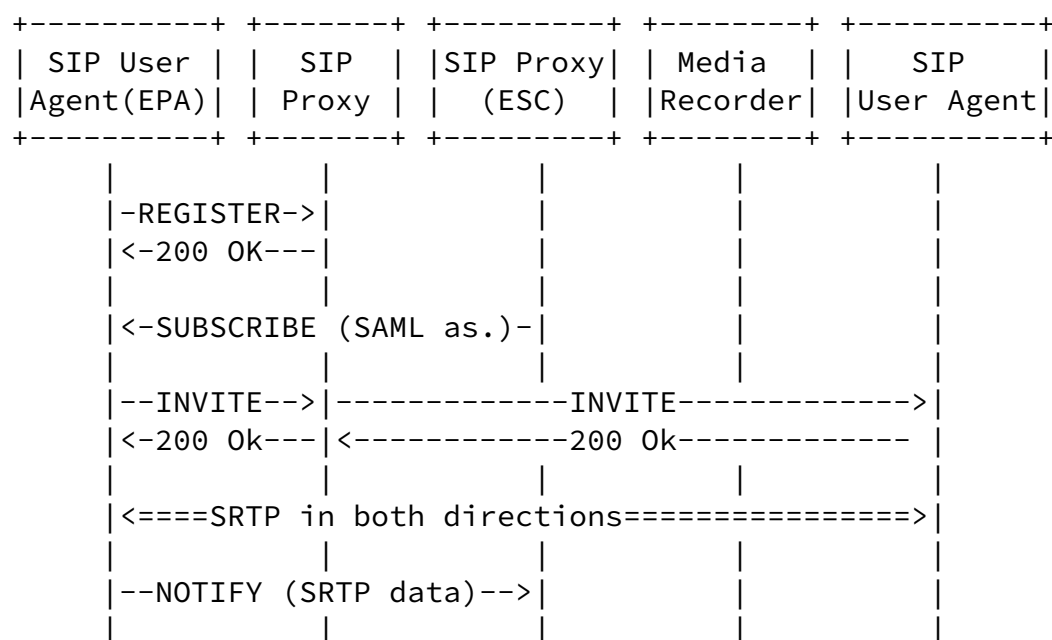 +----------+ +-------+ +---------+ +--------+ +----------+
| SIP User | |  SIP  | |SIP Proxy| | Media  | |   SIP    |
|Agent(EPA)| | Proxy | |  (ESC)  | |Recorder| |User Agent|
+----------+ +-------+ +---------+ +--------+ +----------+
     |           |           |          |          |
     |-REGISTER->|           |          |          |
     |<-200 OK---|           |          |          |
     |           |           |          |          |
     |<-SUBSCRIBE (SAML as.)-|          |          |
     |           |           |          |          |
     |--INVITE-->|-------------INVITE------------->|
     |<-200 Ok---|<------------200 Ok------------- |
     |           |           |          |          |
     |<====SRTP in both directions================>|
     |           |           |          |          |
     |--NOTIFY (SRTP data)-->|          |          |
     |           |           |          |          |